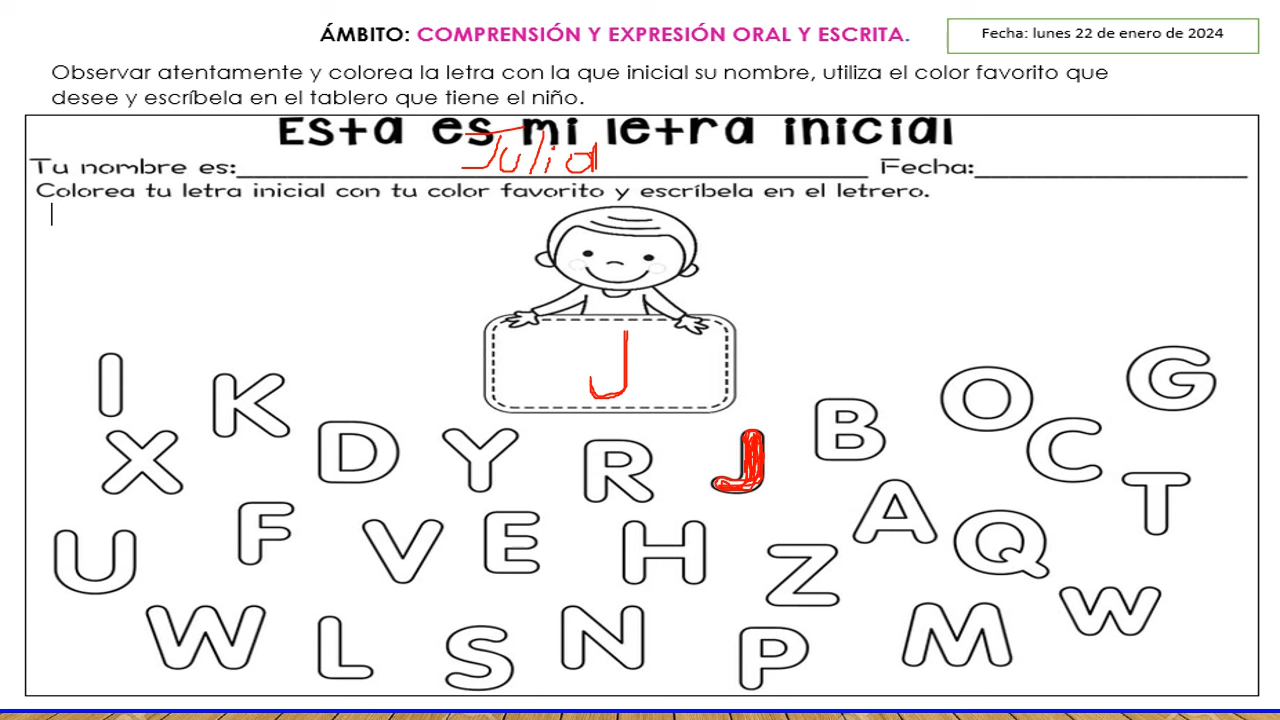 ÁMBITO: COMPRENSIÓN Y EXPRESIÓN ORAL Y ESCRITA.
Fecha: lunes 22 de enero de 2024
Observar atentamente y colorea la letra con la que inicial su nombre, utiliza el color favorito que
desee y escríbela en el tablero que tiene el niño.
Esta es mi letra inicial
Tu nombre es: Julia Fecha:
Colorea tu letra inicial con tu color favorito y escríbela en el letrero.
J
I K O G
X D Y R J B C T
U F V E H Z A Q
W L S N P M W